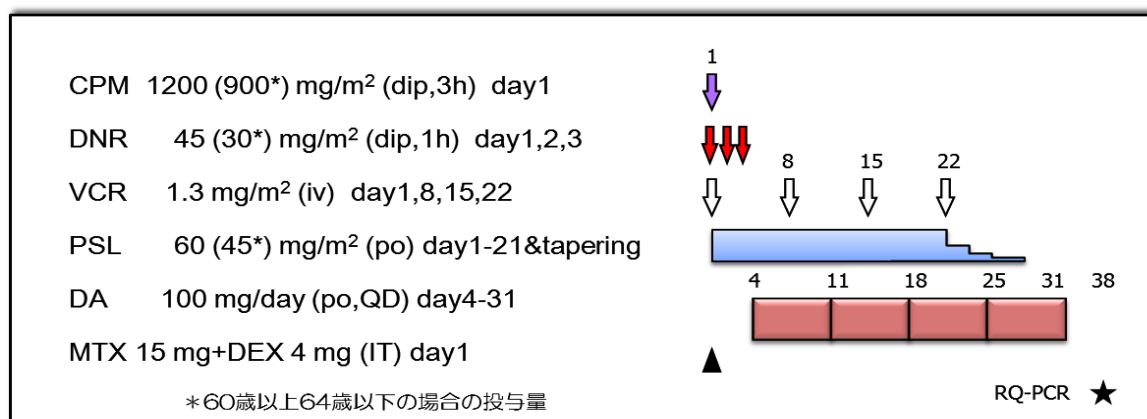 CPM 1200 (900*) mg/m² (dip,3h) day1
DNR 45 (30*) mg/m² (dip,1h) day1,2,3
VCR 1.3 mg/m² (iv) day1,8,15,22
PSL 60 (45*) mg/m² (po) day1-21&tapering
DA 100 mg/day (po,QD) day4-31
MTX 15 mg+DEX 4 mg (IT) day1
*60歳以上64歳以下の場合の投与量
1
8 15 22
4 11 18 25 31 38
RQ-PCR ★